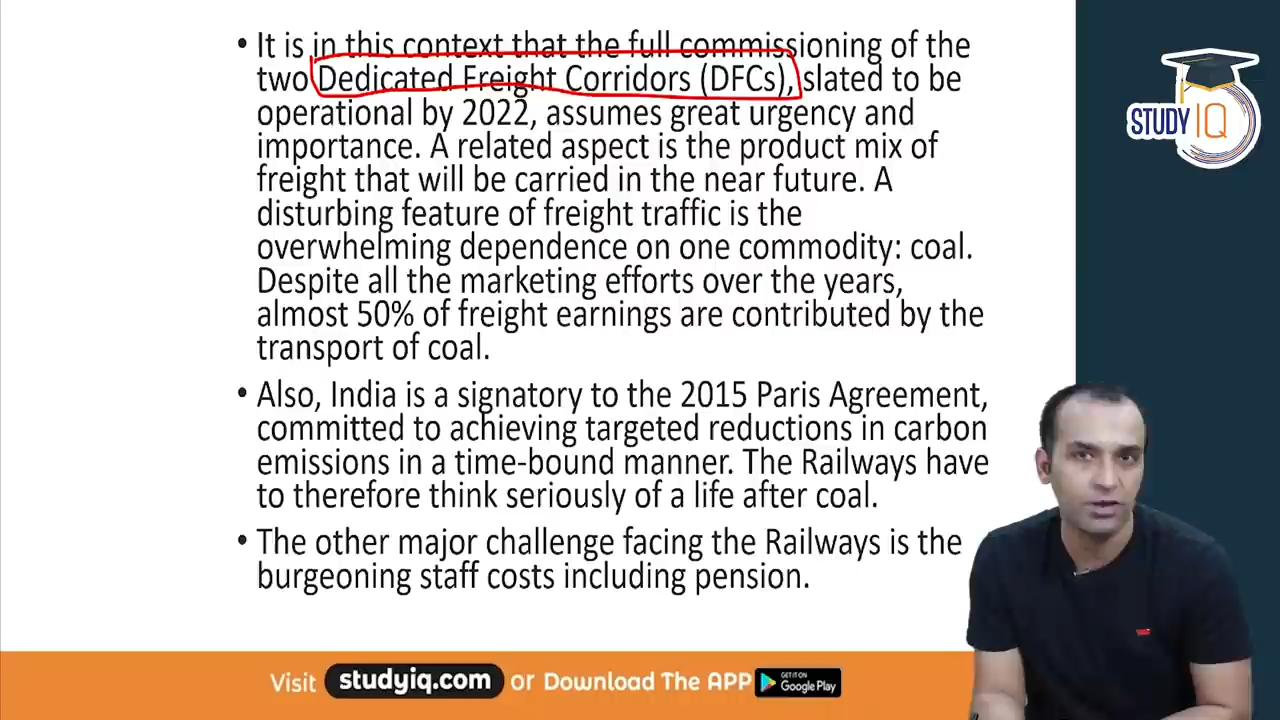 • It is in this context that the full commissioning of the
two Dedicated Freight Corridors (DFCs), slated to be
operational by 2022, assumes great urgency and
importance. A related aspect is the product mix of
freight that will be carried in the near future. A
disturbing feature of freight traffic is the
overwhelming dependence on one commodity: coal.
Despite all the marketing efforts over the years,
almost 50% of freight earnings are contributed by the
transport of coal.
• Also, India is a signatory to the 2015 Paris Agreement,
committed to achieving targeted reductions in carbon
emissions in a time-bound manner. The Railways have
to therefore think seriously of a life after coal.
• The other major challenge facing the Railways is the
burgeoning staff costs including pension.
STUDY IQ
Visit studyiq.com or Download The APP GET IT ON Google Play